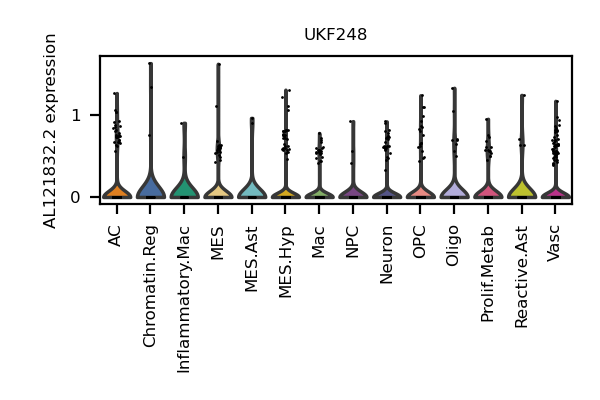 UKF248
AL121832.2 expression
1
0
AC
Chromatin.Reg
Inflammatory.Mac
MES
MES.Ast
MES.Hyp
Mac
NPC
Neuron
OPC
Oligo
Prolif.Metab
Reactive.Ast
Vasc